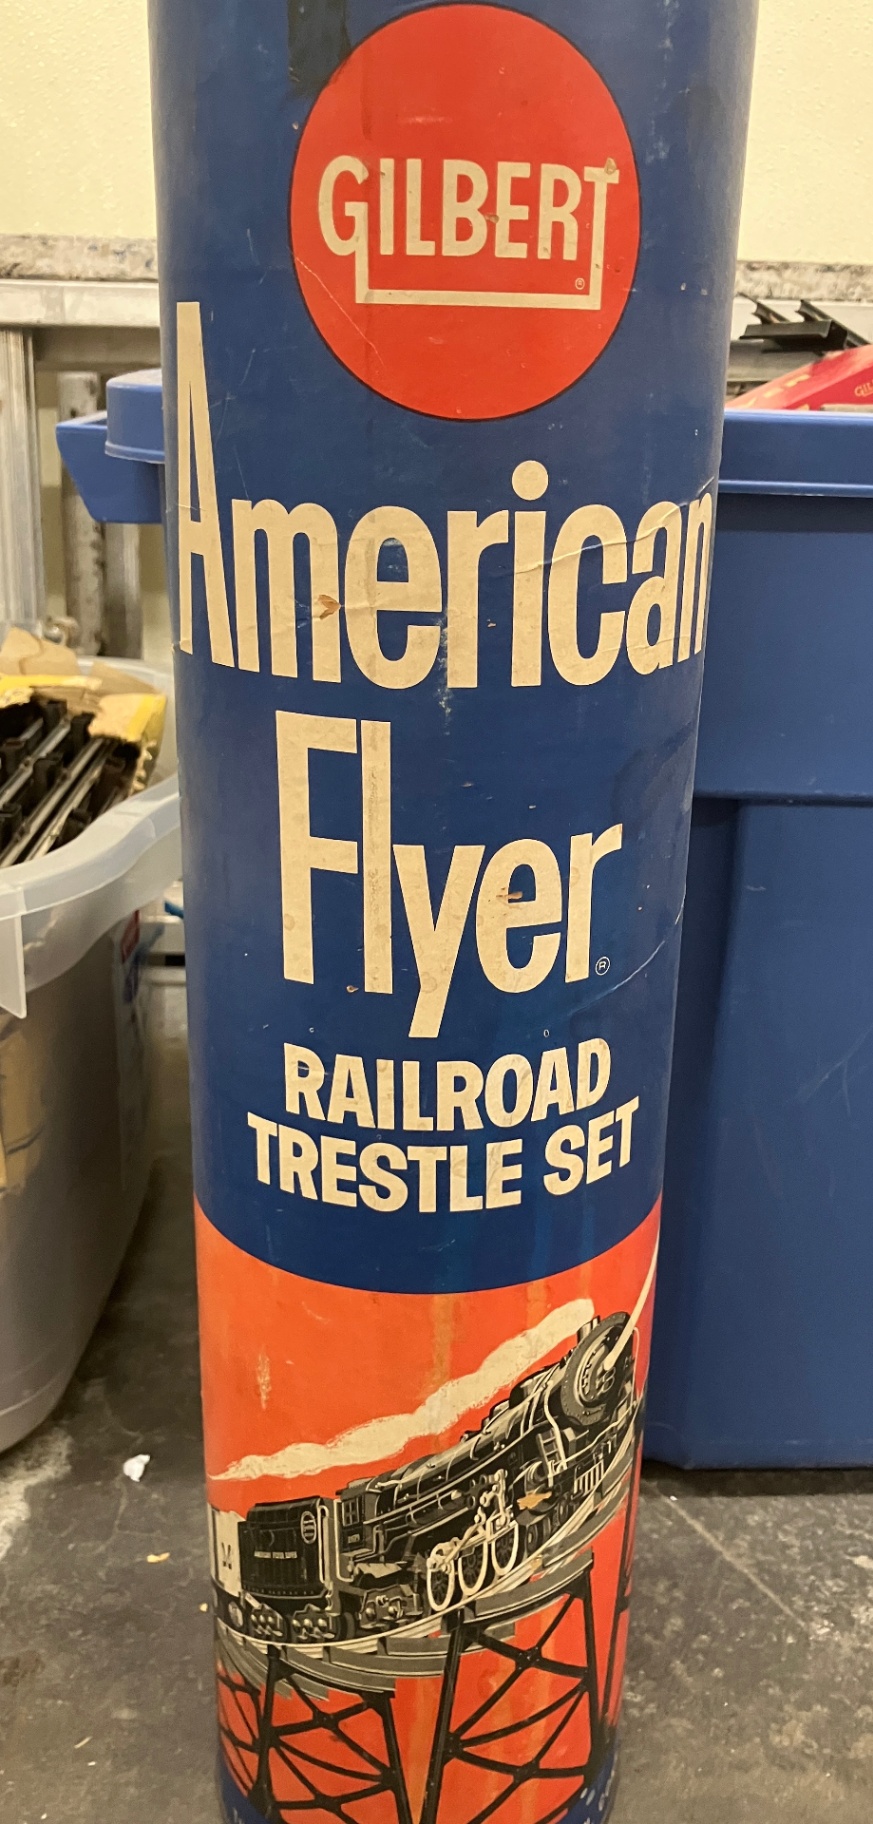 GILBERT
®
American
Flyer®
RAILROAD
TRESTLE SET